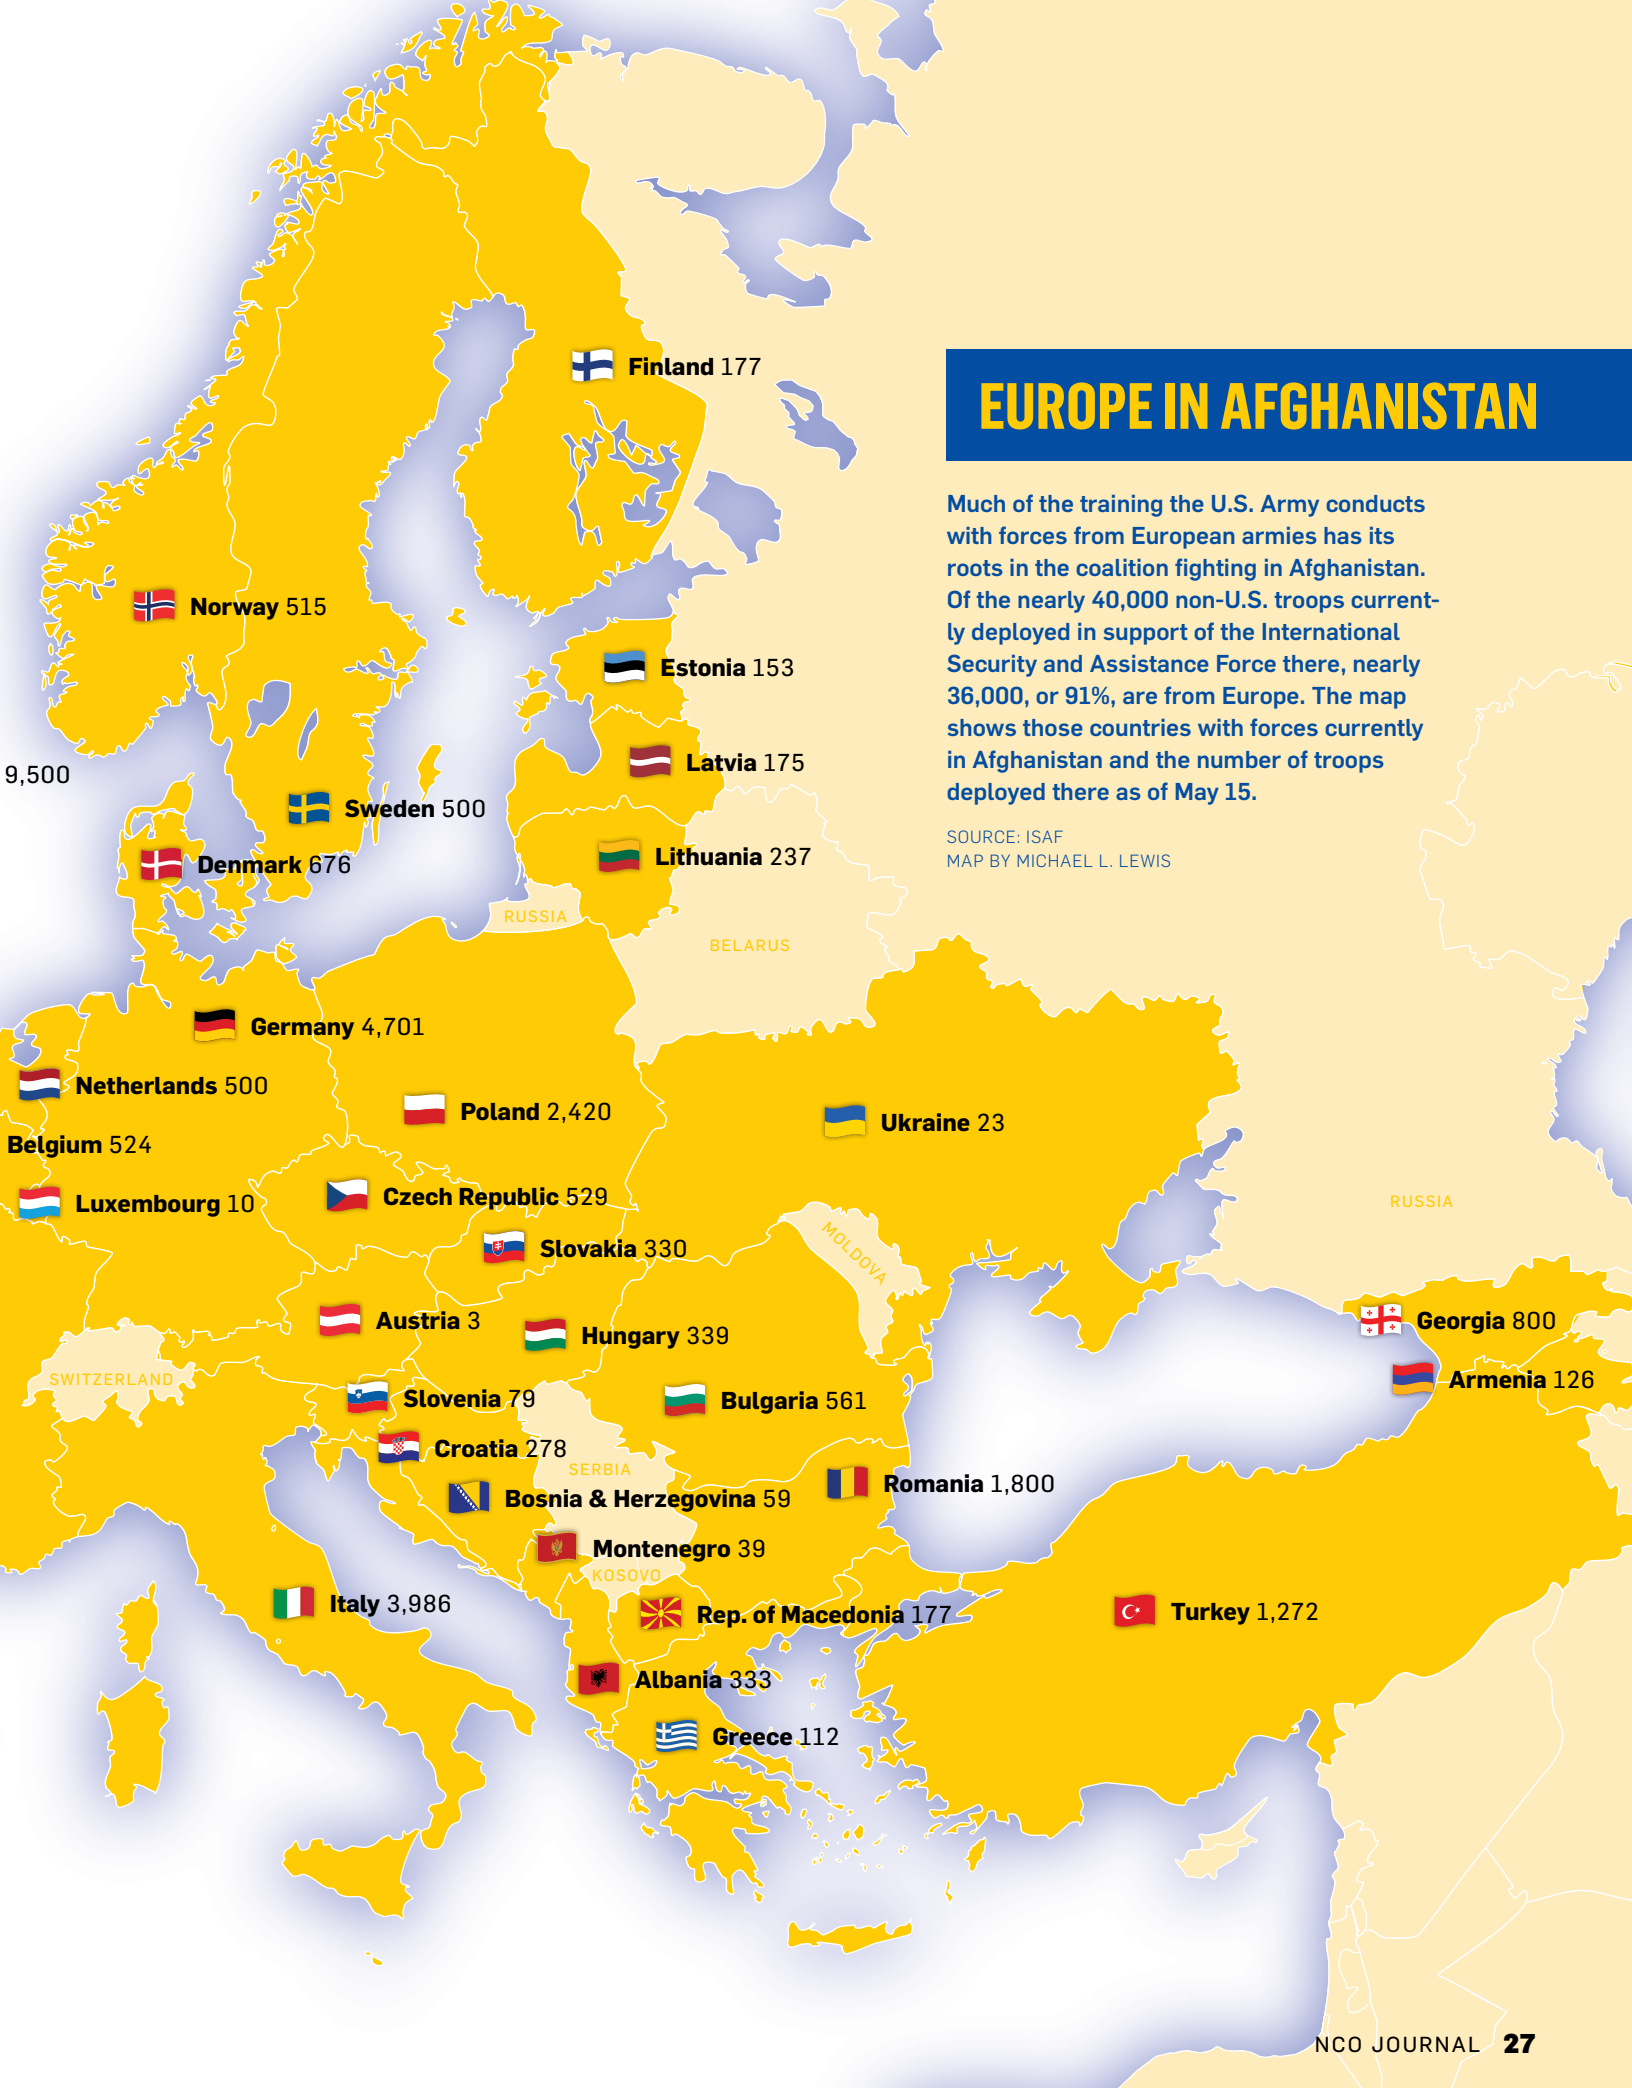 Finland 177
EUROPE IN AFGHANISTAN
Much of the training the U.S. Army conducts
with forces from European armies has its
roots in the coalition fighting in Afghanistan.
Of the nearly 40,000 non-U.S. troops current-
ly deployed in support of the International
Security and Assistance Force there, nearly
36,000, or 91%, are from Europe. The map
shows those countries with forces currently
in Afghanistan and the number of troops
deployed there as of May 15.
SOURCE: ISAF
MAP BY MICHAEL L. LEWIS
Norway 515
Estonia 153
Latvia 175
9,500
Sweden 500
Denmark 676
Lithuania 237
RUSSIA
BELARUS
Germany 4,701
Netherlands 500
Poland 2,420
Ukraine 23
Belgium 524
Czech Republic 529
Luxembourg 10
RUSSIA
Slovakia 330
MOLDOVA
Austria 3
Hungary 339
Georgia 800
SWITZERLAND
Armenia 126
Slovenia 79
Bulgaria 561
Croatia 278
SERBIA
Romania 1,800
Bosnia & Herzegovina 59
Montenegro 39
KOSOVO
Italy 3,986
Rep. of Macedonia 177
Turkey 1,272
Albania 333
Greece 112
NCO JOURNAL 27